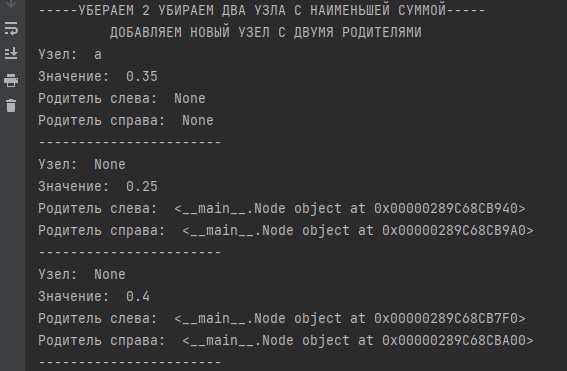 -----УБЕРАЕМ 2 УБИРАЕМ ДВА УЗЛА С НАИМЕНЬШЕЙ СУММОЙ-----
ДОБАВЛЯЕМ НОВЫЙ УЗЕЛ С ДВУМЯ РОДИТЕЛЯМИ
Узел:  a
Значение:  0.35
Родитель слева:  None
Родитель справа:  None
-----------------------
Узел:  None
Значение:  0.25
Родитель слева:  <__main__.Node object at 0x00000289C68CB940>
Родитель справа:  <__main__.Node object at 0x00000289C68CB9A0>
-----------------------
Узел:  None
Значение:  0.4
Родитель слева:  <__main__.Node object at 0x00000289C68CB7F0>
Родитель справа:  <__main__.Node object at 0x00000289C68CBA00>
-----------------------